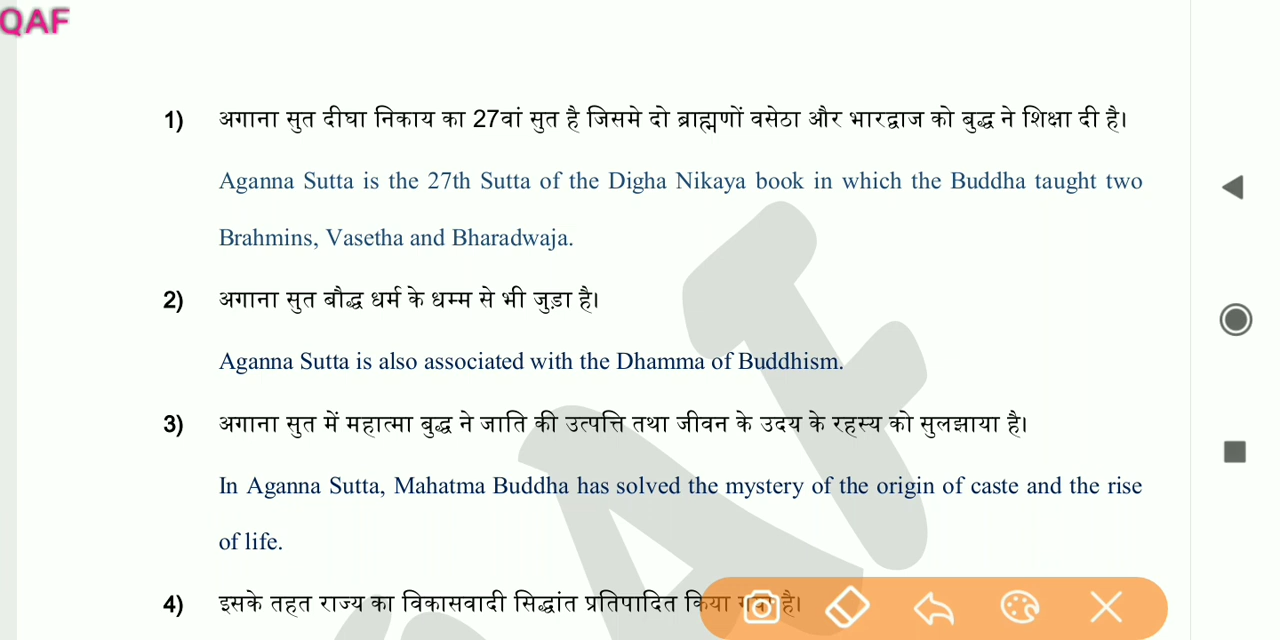 QAF
1) अगाना सुत दीघा निकाय का 27वां सुत है जिसमे दो ब्राह्मणों वसेठा और भारद्वाज को बुद्ध ने शिक्षा दी है।
Aganna Sutta is the 27th Sutta of the Digha Nikaya book in which the Buddha taught two
Brahmins, Vasetha and Bharadwaja.
2) अगाना सुत बौद्ध धर्म के धम्म से भी जुड़ा है।
Aganna Sutta is also associated with the Dhamma of Buddhism.
3) अगाना सुत में महात्मा बुद्ध ने जाति की उत्पत्ति तथा जीवन के उदय के रहस्य को सुलझाया है।
In Aganna Sutta, Mahatma Buddha has solved the mystery of the origin of caste and the rise
of life.
4) इसके तहत राज्य का विकासवादी सिद्धांत प्रतिपादित किया गया है।